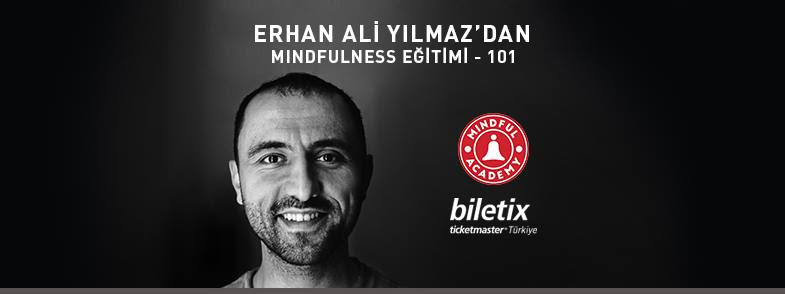 ERHAN ALİ YILMAZ'DAN
MINDFULNESS EĞİTİMİ - 101
MINDFUL
ACADEMY
biletix
ticketmaster® Türkiye